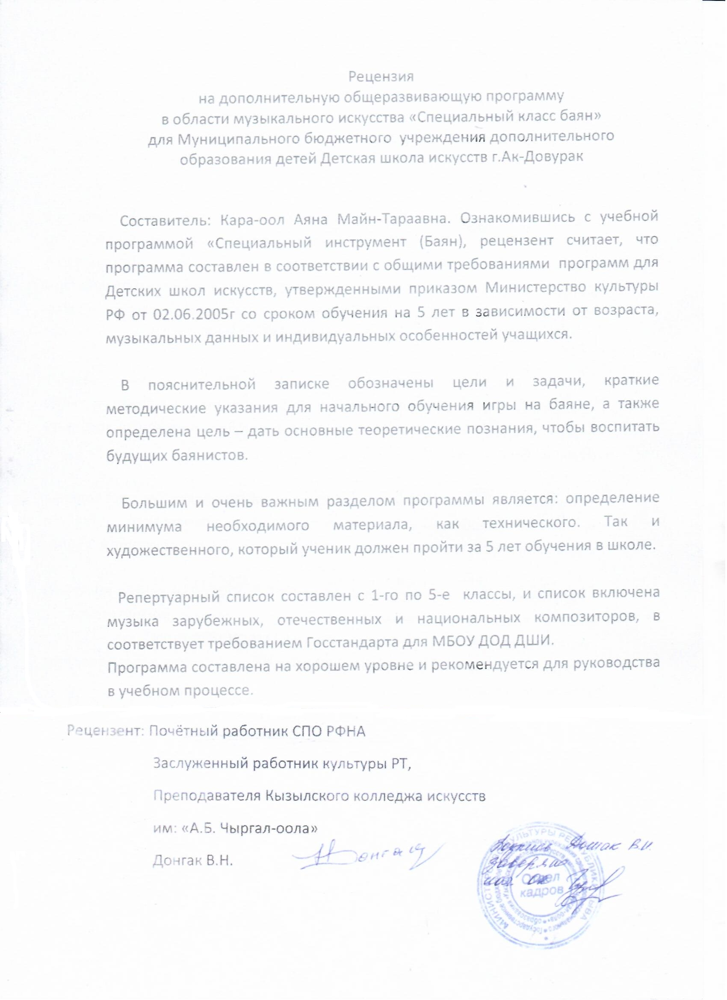 Рецензия
на дополнительную общеразвивающую программу
в области музыкального искусства «Специальный класс баян»
для Муниципального бюджетного учреждения дополнительного
образования детей Детская школа искусств г.Ак-Довурак
Составитель: Кара-оол Аяна Майн-Тараавна. Ознакомившись с учебной
программой «Специальный инструмент (Баян), рецензент считает, что
программа составлен в соответствии с общими требованиями программ для
Детских школ искусств, утвержденными приказом Министерство культуры
РФ от 02.06.2005г со сроком обучения на 5 лет в зависимости от возраста,
музыкальных данных и индивидуальных особенностей учащихся.
В пояснительной записке обозначены цели и задачи, краткие
методические указания для начального обучения игры на баяне, а также
определена цель – дать основные теоретические познания, чтобы воспитать
будущих баянистов.
Большим и очень важным разделом программы является: определение
минимума необходимого материала, как технического. Так и
художественного, который ученик должен пройти за 5 лет обучения в школе.
Репертуарный список составлен с 1-го по 5-е классы, и список включена
музыка зарубежных, отечественных и национальных композиторов, в
соответствует требованием Госстандарта для МБОУ ДОД ДШИ.
Программа составлена на хорошем уровне и рекомендуется для руководства
в учебном процессе.
Рецензент: Почётный работник СПО РФНА
Заслуженный работник культуры РТ,
Преподавателя Кызылского колледжа искусств
им: «А.Б. Чыргал-оола»
Донгак В.Н.
Донгак
Подпись Донгак В.Н.
заверяю
Отдел
кадров